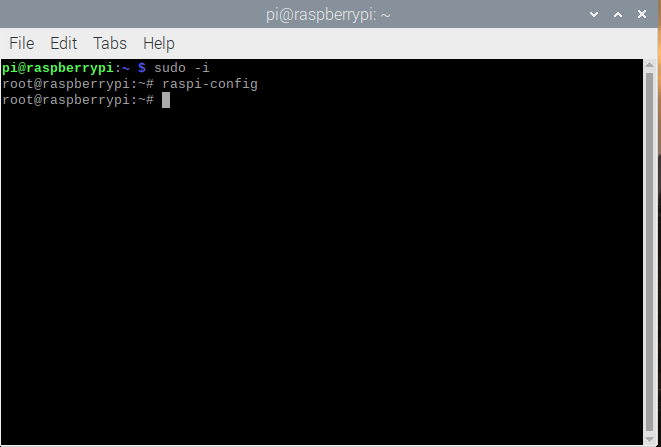 pi@raspberrypi: ~
File Edit Tabs Help
pi@raspberrypi:~ $ sudo -i
root@raspberrypi:~# raspi-config
root@raspberrypi:~#